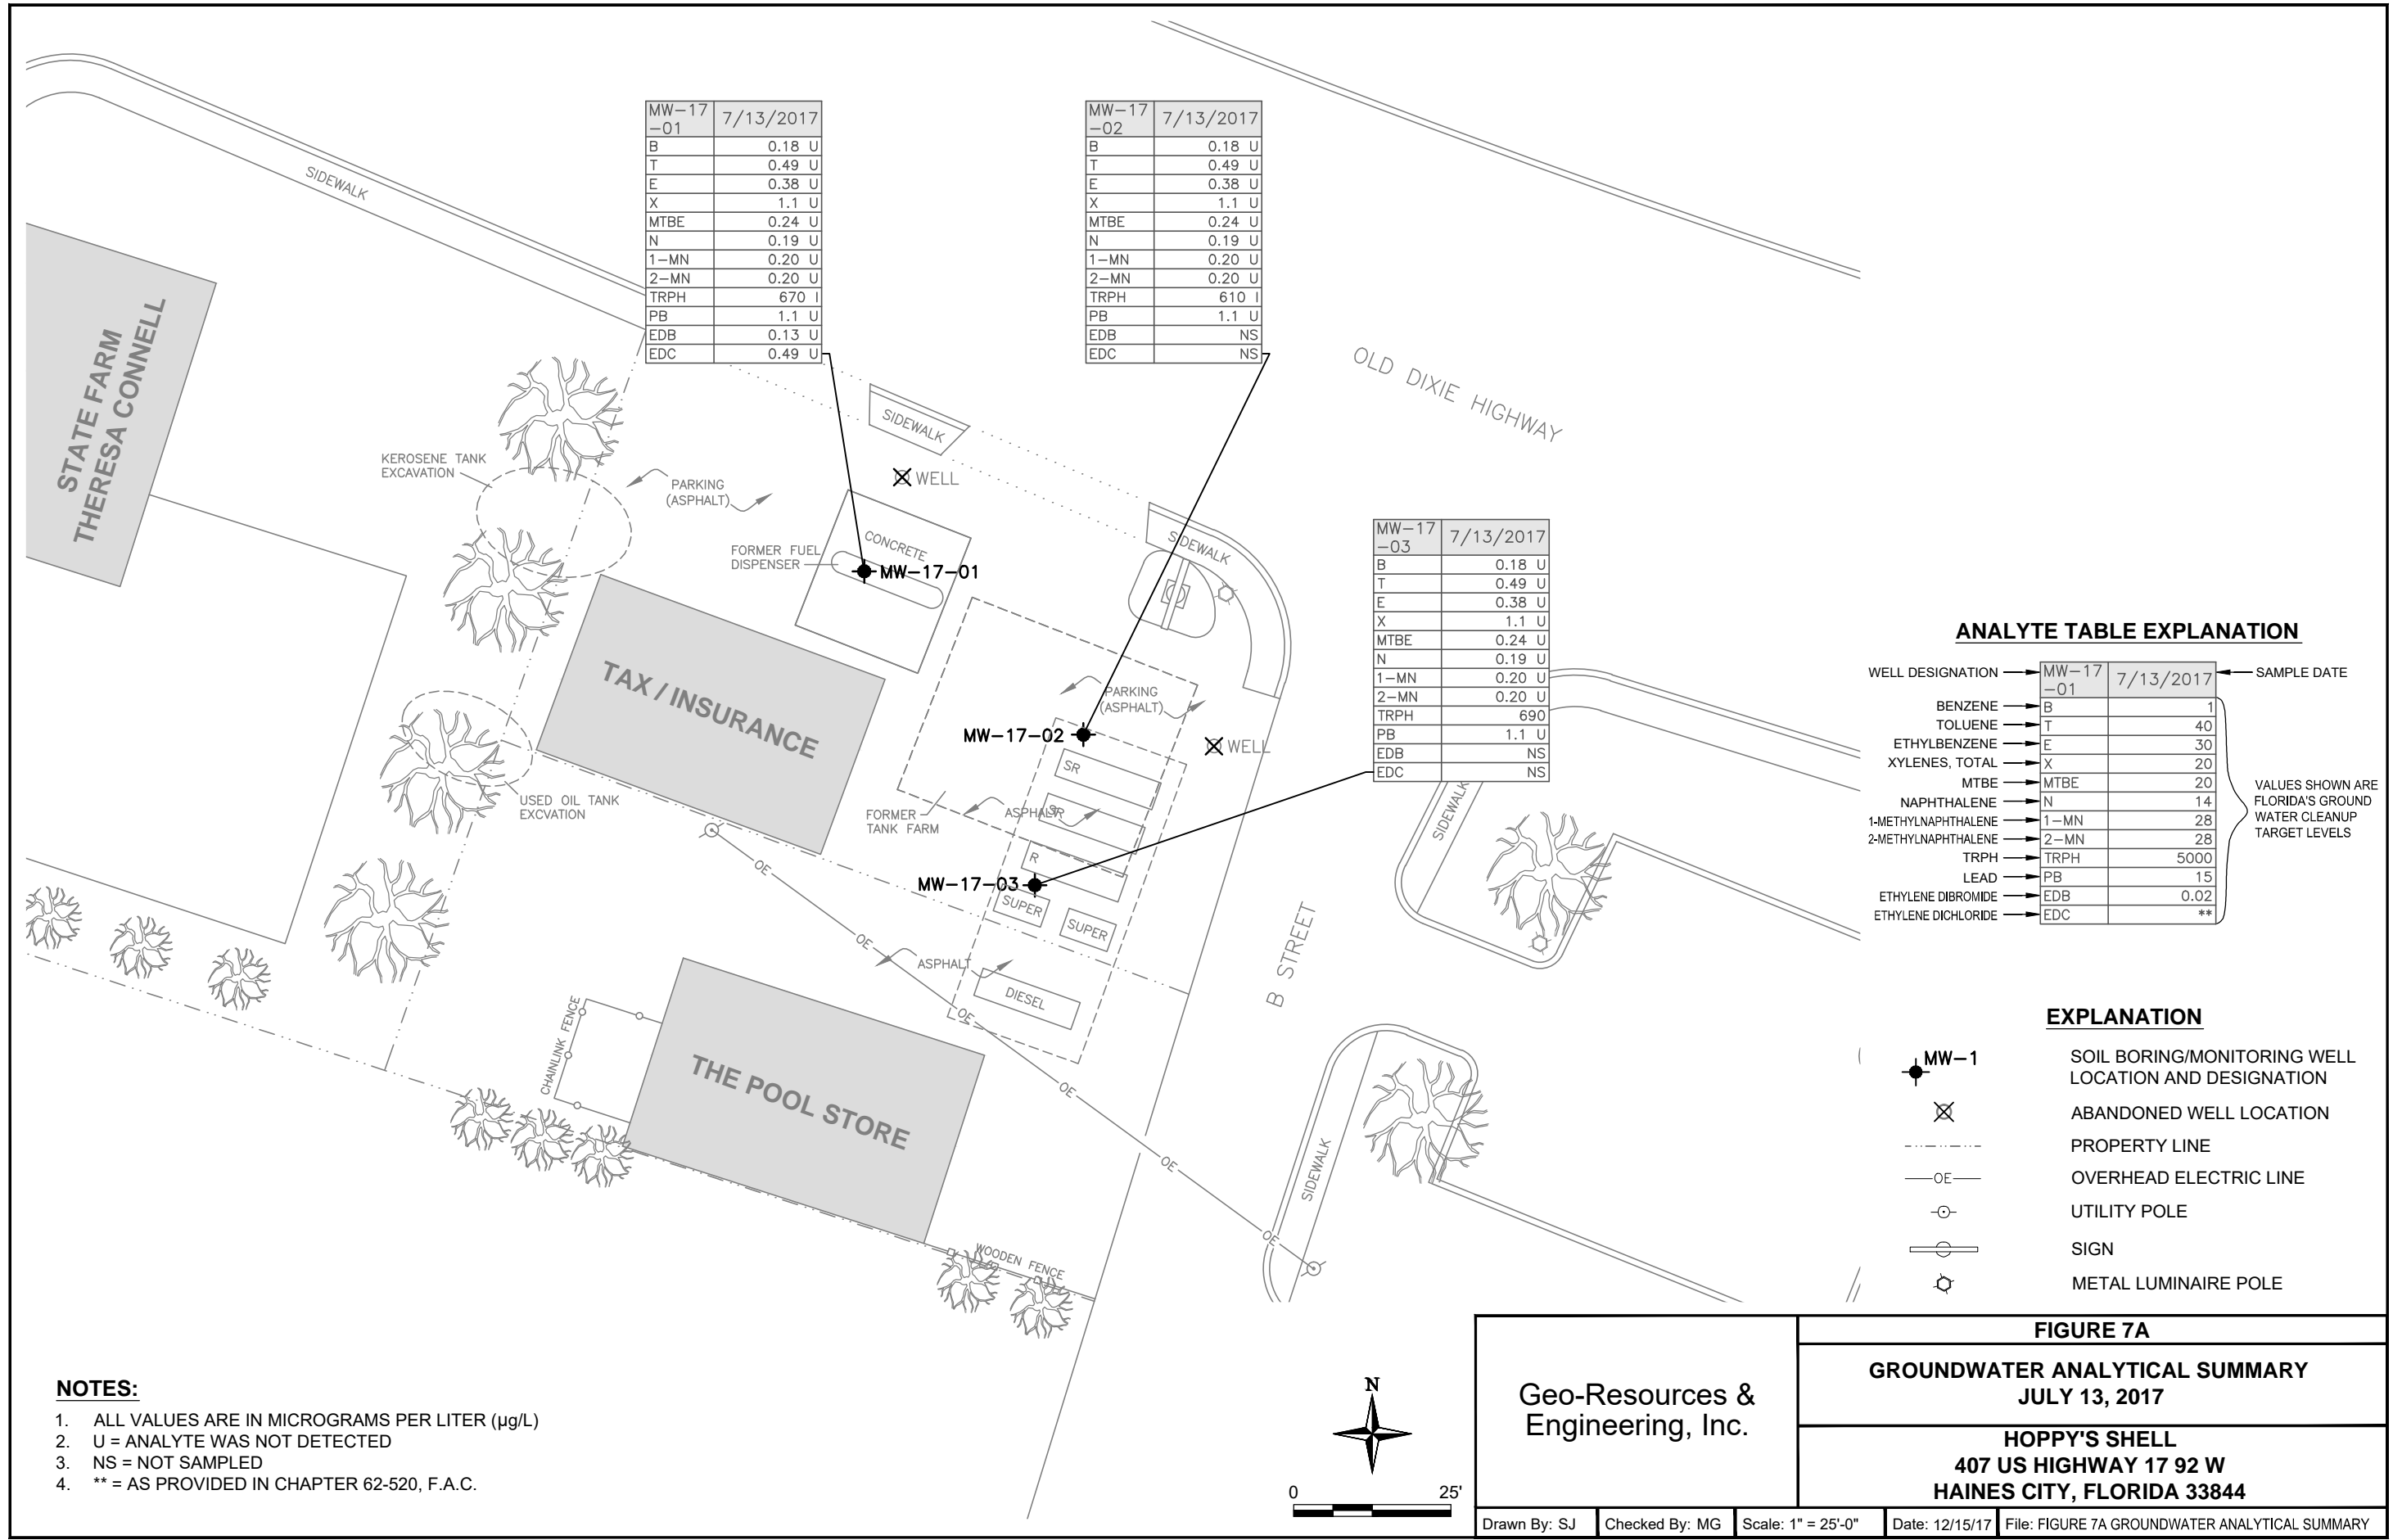 MW-17
-01 7/13/2017
B 0.18 U
T 0.49 U
E 0.38 U
X 1.1 U
MTBE 0.24 U
N 0.19 U
1-MN 0.20 U
2-MN 0.20 U
TRPH 670 I
PB 1.1 U
EDB 0.13 U
EDC 0.49 U
MW-17
-02 7/13/2017
B 0.18 U
T 0.49 U
E 0.38 U
X 1.1 U
MTBE 0.24 U
N 0.19 U
1-MN 0.20 U
2-MN 0.20 U
TRPH 610 I
PB 1.1 U
EDB NS
EDC NS
SIDEWALK
STATE FARM
THERESA CONNELL
OLD DIXIE HIGHWAY
SIDEWALK
KEROSENE TANK
EXCAVATION
PARKING
(ASPHALT)
WELL
CONCRETE
FORMER FUEL
DISPENSER
MW-17-01
SIDEWALK
MW-17
-03 7/13/2017
B 0.18 U
T 0.49 U
E 0.38 U
X 1.1 U
MTBE 0.24 U
N 0.19 U
1-MN 0.20 U
2-MN 0.20 U
TRPH 690
PB 1.1 U
EDB NS
EDC NS
TAX / INSURANCE
PARKING
(ASPHALT)
MW-17-02
WELL
SR
USED OIL TANK
EXCVATION
FORMER
TANK FARM
ASPHALT
SR
SIDEWALK
R
MW-17-03
SUPER
SUPER
OE
OE
ASPHALT
DIESEL
OE
B STREET
CHAINLINK FENCE
THE POOL STORE
OE
OE
SIDEWALK
OE
WOODEN FENCE
ANALYTE TABLE EXPLANATION
WELL DESIGNATION MW-17
-01 7/13/2017 SAMPLE DATE
BENZENE B 1
TOLUENE T 40
ETHYLBENZENE E 30
XYLENES, TOTAL X 20
MTBE MTBE 20
NAPHTHALENE N 14
1-METHYLNAPHTHALENE 1-MN 28
2-METHYLNAPHTHALENE 2-MN 28
TRPH TRPH 5000
LEAD PB 15
ETHYLENE DIBROMIDE EDB 0.02
ETHYLENE DICHLORIDE EDC **
VALUES SHOWN ARE
FLORIDA'S GROUND
WATER CLEANUP
TARGET LEVELS
EXPLANATION
MW-1 SOIL BORING/MONITORING WELL
LOCATION AND DESIGNATION
ABANDONED WELL LOCATION
PROPERTY LINE
OE OVERHEAD ELECTRIC LINE
UTILITY POLE
SIGN
METAL LUMINAIRE POLE
NOTES:
1. ALL VALUES ARE IN MICROGRAMS PER LITER (µg/L)
2. U = ANALYTE WAS NOT DETECTED
3. NS = NOT SAMPLED
4. ** = AS PROVIDED IN CHAPTER 62-520, F.A.C.
N
0 25'
Geo-Resources &
Engineering, Inc.
FIGURE 7A
GROUNDWATER ANALYTICAL SUMMARY
JULY 13, 2017
HOPPY'S SHELL
407 US HIGHWAY 17 92 W
HAINES CITY, FLORIDA 33844
Drawn By: SJ Checked By: MG Scale: 1" = 25'-0" Date: 12/15/17 File: FIGURE 7A GROUNDWATER ANALYTICAL SUMMARY